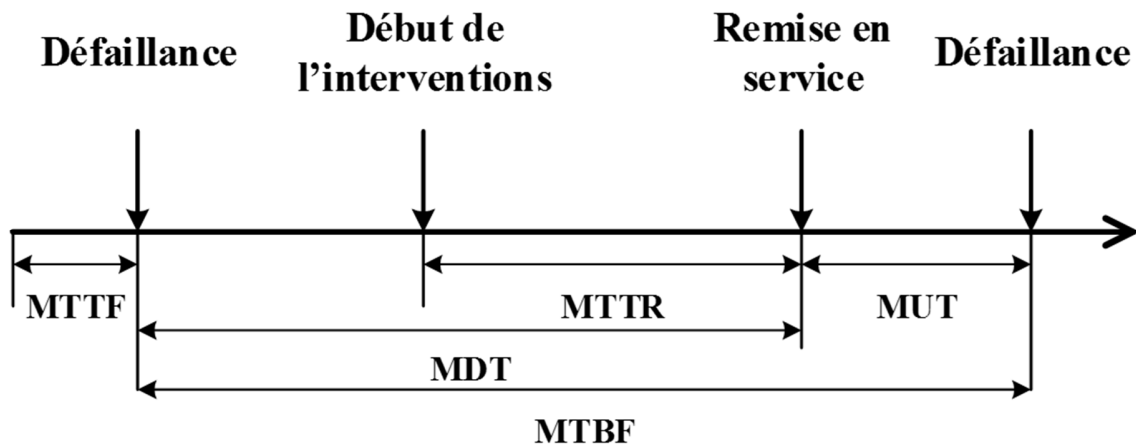 Défaillance
Début de
l’interventions
Remise en
service
Défaillance
MTTF
MTTR
MUT
MDT
MTBF